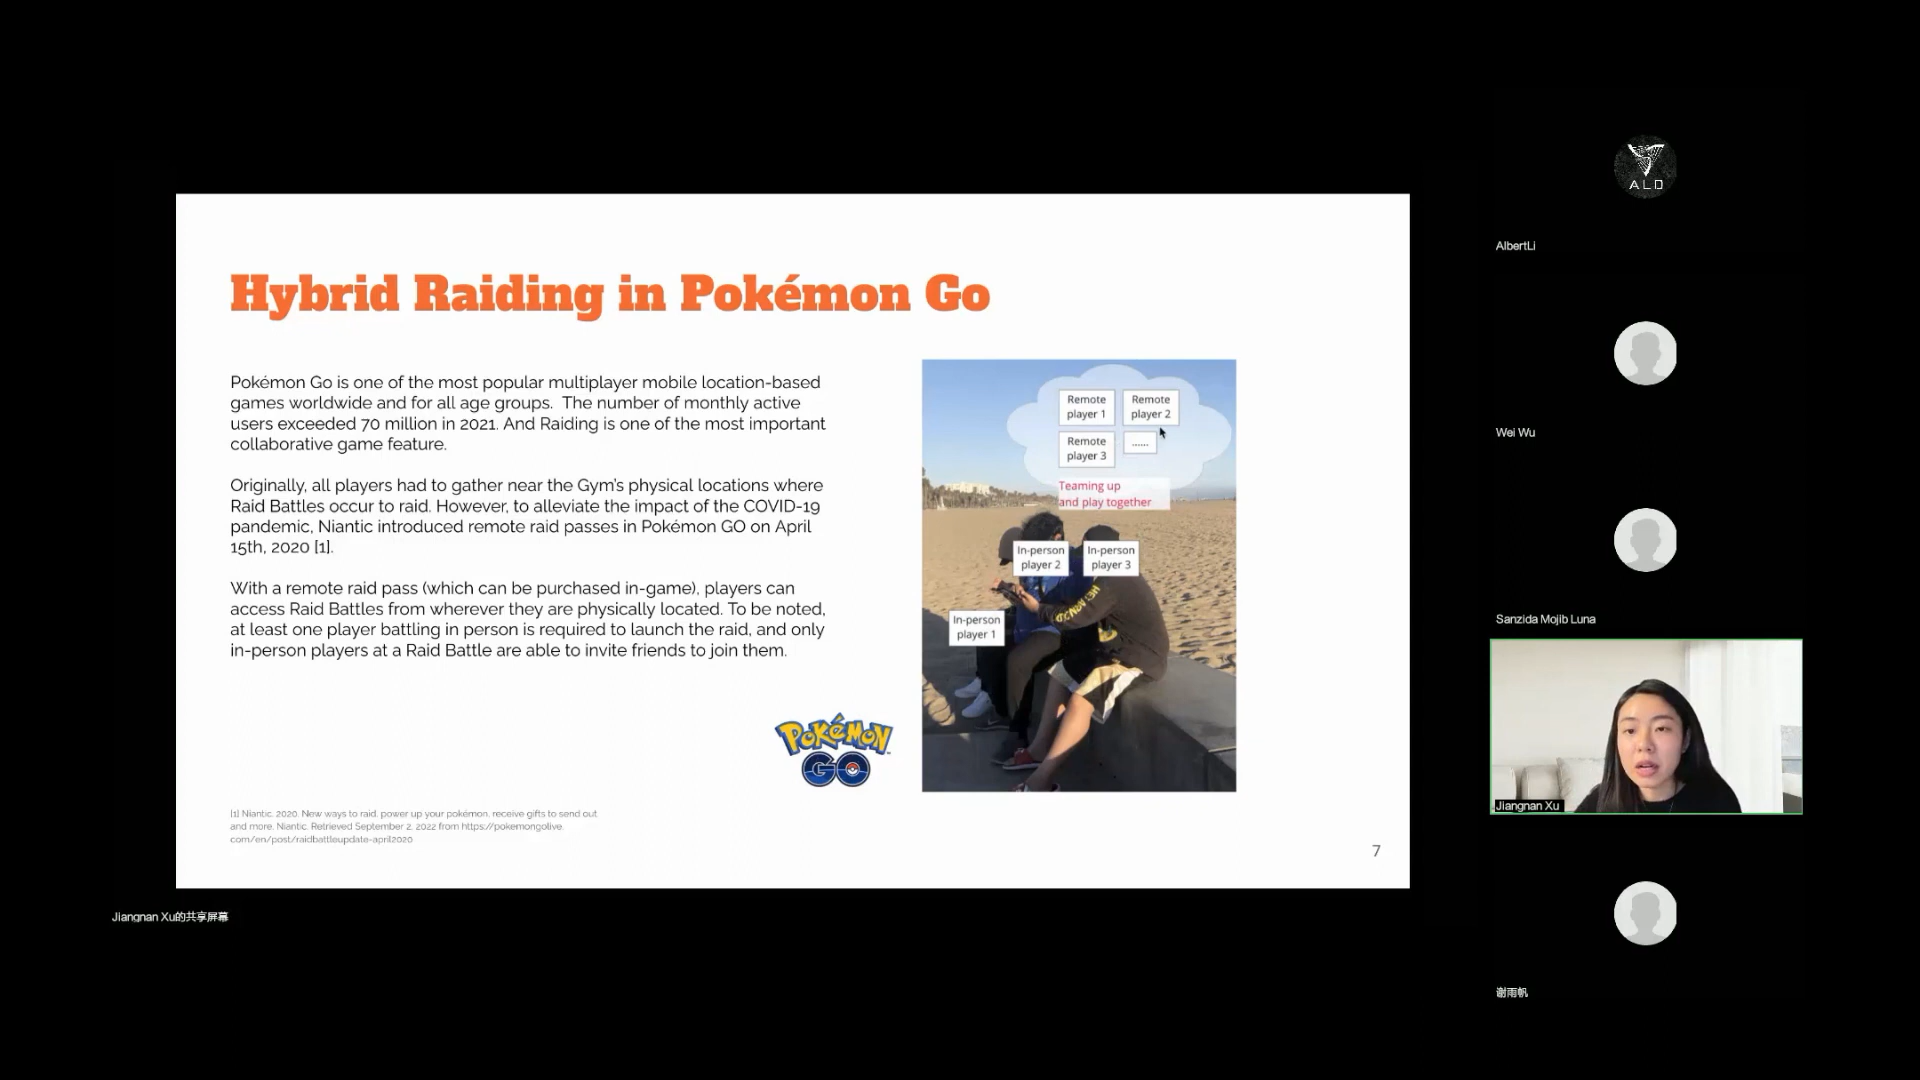 Hybrid Raiding in Pokémon Go
Pokémon Go is one of the most popular multiplayer mobile location-based
games worldwide and for all age groups. The number of monthly active
users exceeded 70 million in 2021. And Raiding is one of the most important
collaborative game feature.
Originally, all players had to gather near the Gym's physical locations where
Raid Battles occur to raid. However, to alleviate the impact of the COVID-19
pandemic, Niantic introduced remote raid passes in Pokémon GO on April
15th, 2020 [1].
With a remote raid pass (which can be purchased in-game), players can
access Raid Battles from wherever they are physically located. To be noted,
at least one player battling in person is required to launch the raid, and only
in-person players at a Raid Battle are able to invite friends to join them.
POKéMON
GO
[1] Niantic. 2020. New ways to raid, power up your pokémon, receive gifts to send out
and more. Niantic. Retrieved September 2, 2022 from https://pokemongolive.
com/en/post/raidbattleupdate-april2020
Remote
player 1
Remote
player 2
Remote
player 3
......
Teaming up
and play together
In-person
player 2
In-person
player 3
In-person
player 1
7
Jiangnan Xu的共享屏幕
ALD
AlbertLi
Wei Wu
Sanzida Mojib Luna
Jiangnan Xu
谢雨帆